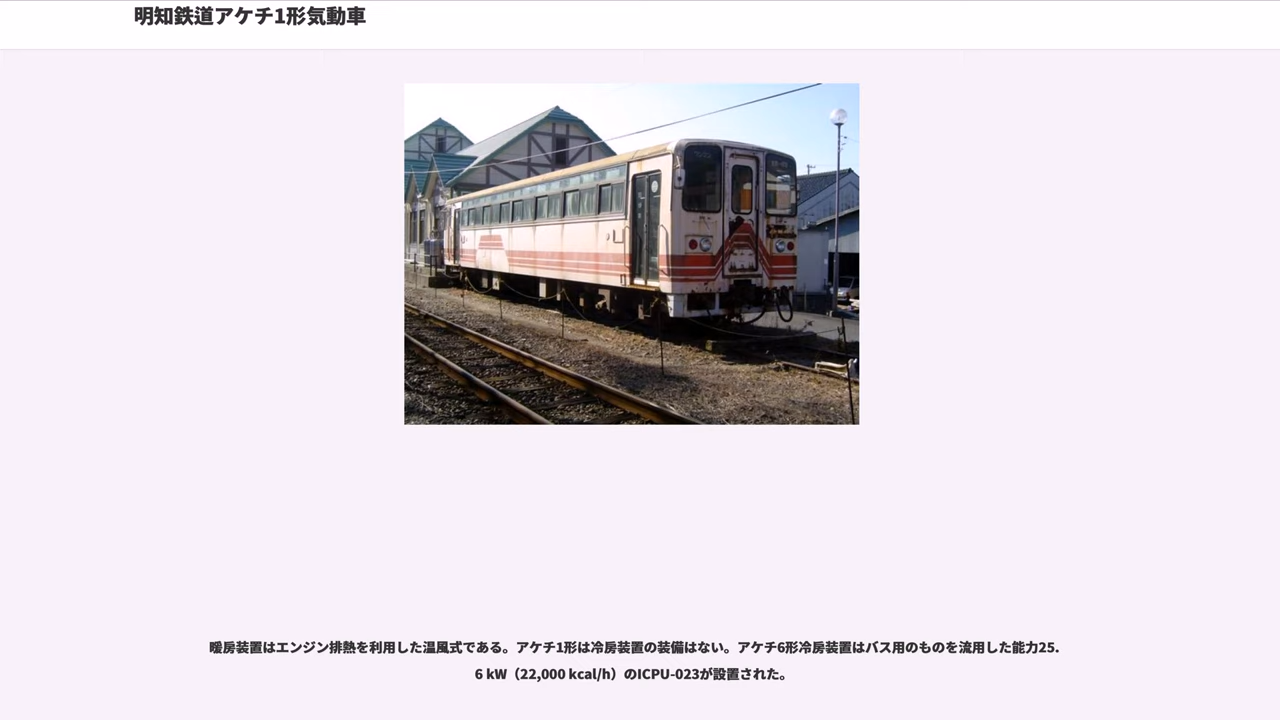 明知鉄道アケチ1形気動車
暖房装置はエンジン排熱を利用した温風式である。アケチ1形は冷房装置の装備はない。アケチ6形冷房装置はバス用のものを流用した能力25.
6 kW（22,000 kcal/h）のICPU-023が設置された。